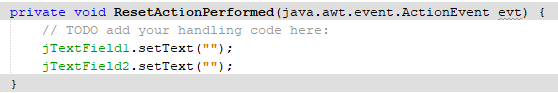 private void ResetActionPerformed(java.awt.event.ActionEvent evt) {
    // TODO add your handling code here:
    jTextField1.setText("");
    jTextField2.setText("");
}